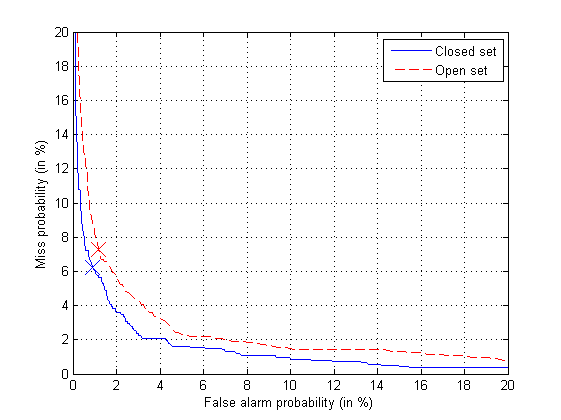 20
18
16
14
12
10
8
6
4
2
0
Miss probability (in %)
Closed set
Open set
0 2 4 6 8 10 12 14 16 18 20
False alarm probability (in %)